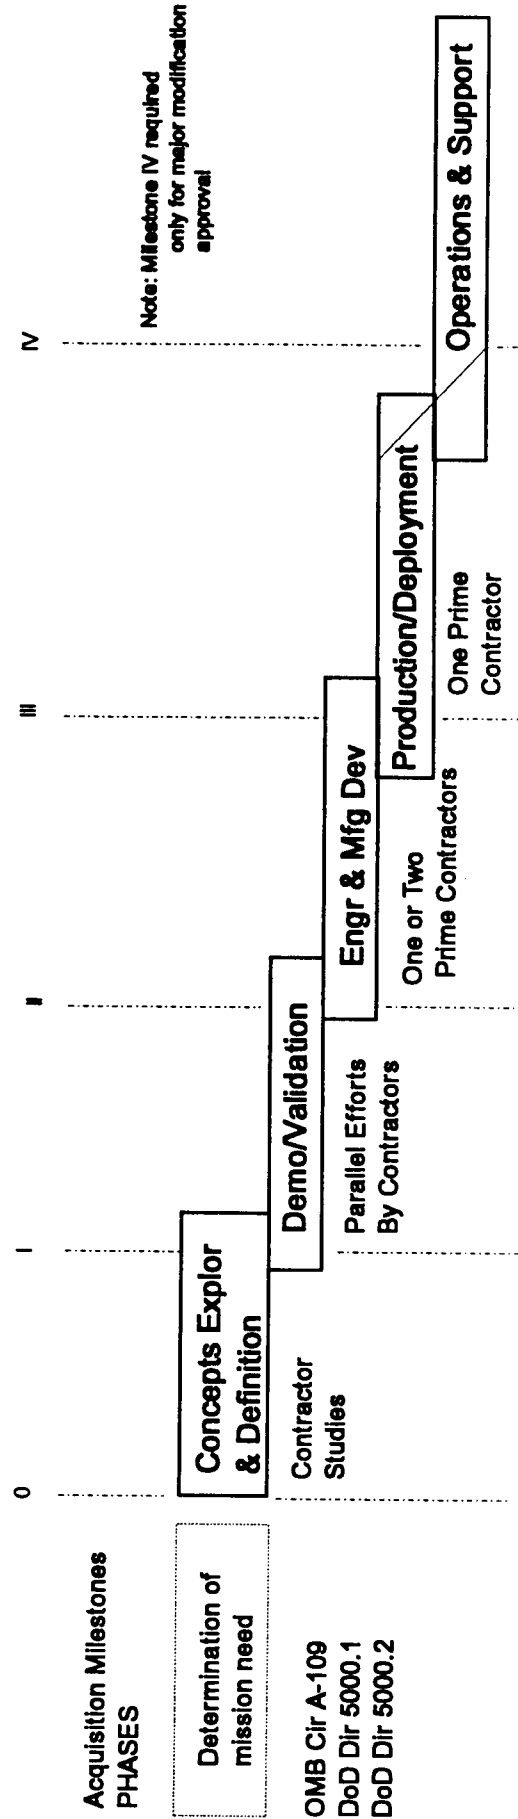 Acquisition Milestones
PHASES
0
I
II
III
IV
Note: Milestone IV required
only for major modification
approval
Determination of
mission need
Concepts Explor
& Definition
Demo/Validation
Engr & Mfg Dev
Production/Deployment
Operations & Support
OMB Cir A-109
DoD Dir 5000.1
DoD Dir 5000.2
Contractor
Studies
Parallel Efforts
By Contractors
One or Two
Prime Contractors
One Prime
Contractor